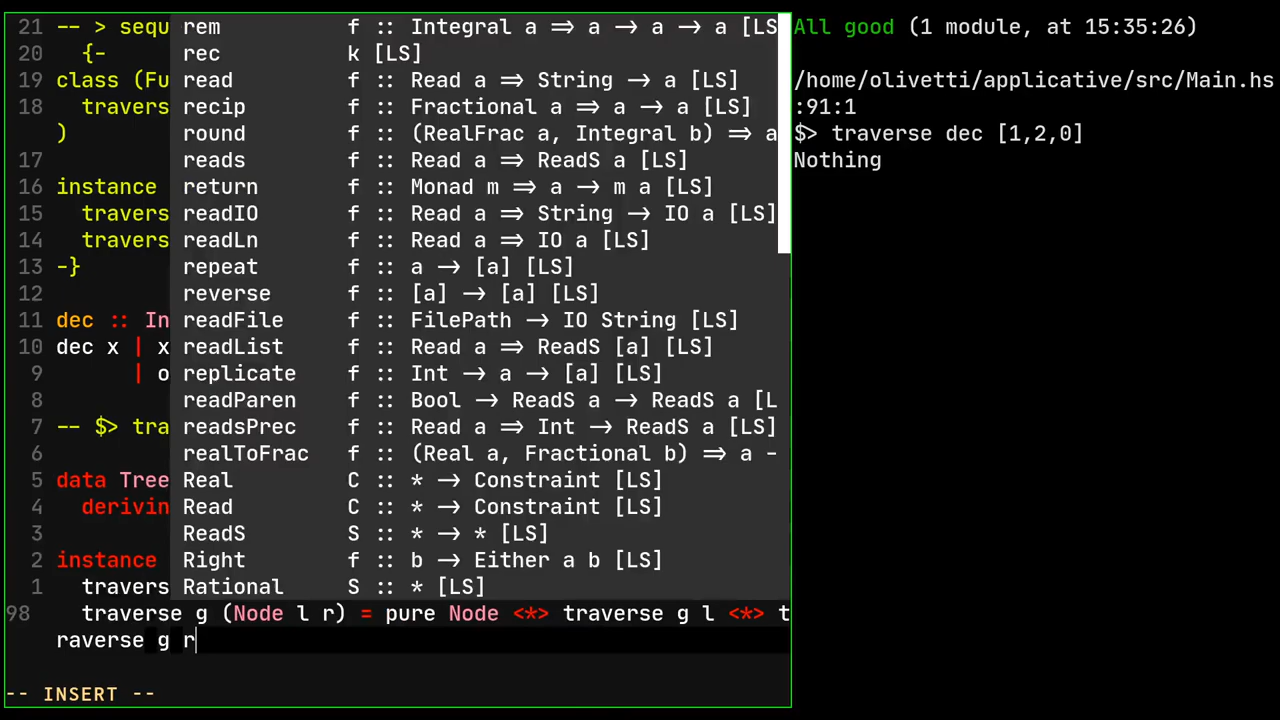 21 -- > sequ rem f :: Integral a => a -> a -> a [LS
20 {- rec k [LS]
19 class (Fu read f :: Read a => String -> a [LS]
18 travers recip f :: Fractional a => a -> a [LS]
) round f :: (RealFrac a, Integral b) => a
17 reads f :: Read a => ReadS a [LS]
16 instance return f :: Monad m => a -> m a [LS]
15 travers readIO f :: Read a => String -> IO a [LS]
14 travers readLn f :: Read a => IO a [LS]
13 -} repeat f :: a -> [a] [LS]
12 reverse f :: [a] -> [a] [LS]
11 dec :: In readFile f :: FilePath -> IO String [LS]
10 dec x | x readList f :: Read a => ReadS [a] [LS]
9 | o replicate f :: Int -> a -> [a] [LS]
8 readParen f :: Bool -> ReadS a -> ReadS a [L
7 -- $> tra readsPrec f :: Read a => Int -> ReadS a [LS]
6 realToFrac f :: (Real a, Fractional b) => a -
5 data Tree Real C :: * -> Constraint [LS]
4 derivin Read C :: * -> Constraint [LS]
3 ReadS S :: * -> * [LS]
2 instance Right f :: b -> Either a b [LS]
1 travers Rational S :: * [LS]
98 traverse g (Node l r) = pure Node <*> traverse g l <*> t
raverse g r
-- INSERT --
All good (1 module, at 15:35:26)
/home/olivetti/applicative/src/Main.hs
:91:1
$> traverse dec [1,2,0]
Nothing